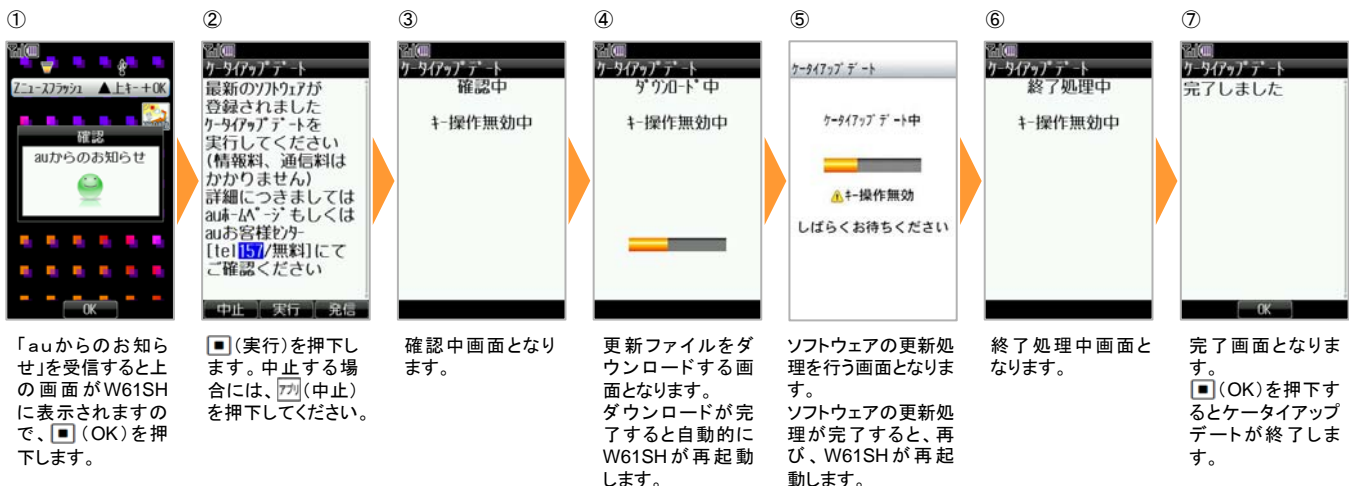 ①
②
③
④
⑤
⑥
⑦
Zニュースフラッシュ ▲上キー+OK
確認
auからのお知らせ
OK
ケータイアップデート
最新のソフトウェアが
登録されました
ケータイアップデートを
実行してください
(情報料、通信料は
かかりません)
詳細につきましては
auホームページもしくは
auお客様センター
[tel157/無料]にて
ご確認ください
中止 実行 発信
ケータイアップデート
確認中
キー操作無効中
ケータイアップデート
ダウンロード中
キー操作無効中
ケータイアップデート
ケータイアップデート中
キー操作無効
しばらくお待ちください
ケータイアップデート
終了処理中
キー操作無効中
ケータイアップデート
完了しました
OK
「auからのお知ら
せ」を受信すると上
の画面がW61SH
に表示されますの
で、■(OK)を押
下します。
■(実行)を押下し
ます。中止する場
合には、アプリ(中止)
を押下してください。
確認中画面となり
ます。
更新ファイルをダ
ウンロードする画
面となります。
ダウンロードが完
了すると自動的に
W61SHが再起動
します。
ソフトウェアの更新処
理を行う画面となりま
す。
ソフトウェアの更新処
理が完了すると、再
び、W61SHが再起
動します。
終了処理中画面と
なります。
完了画面となりま
す。
■(OK)を押下す
るとケータイアップ
デートが終了しま
す。